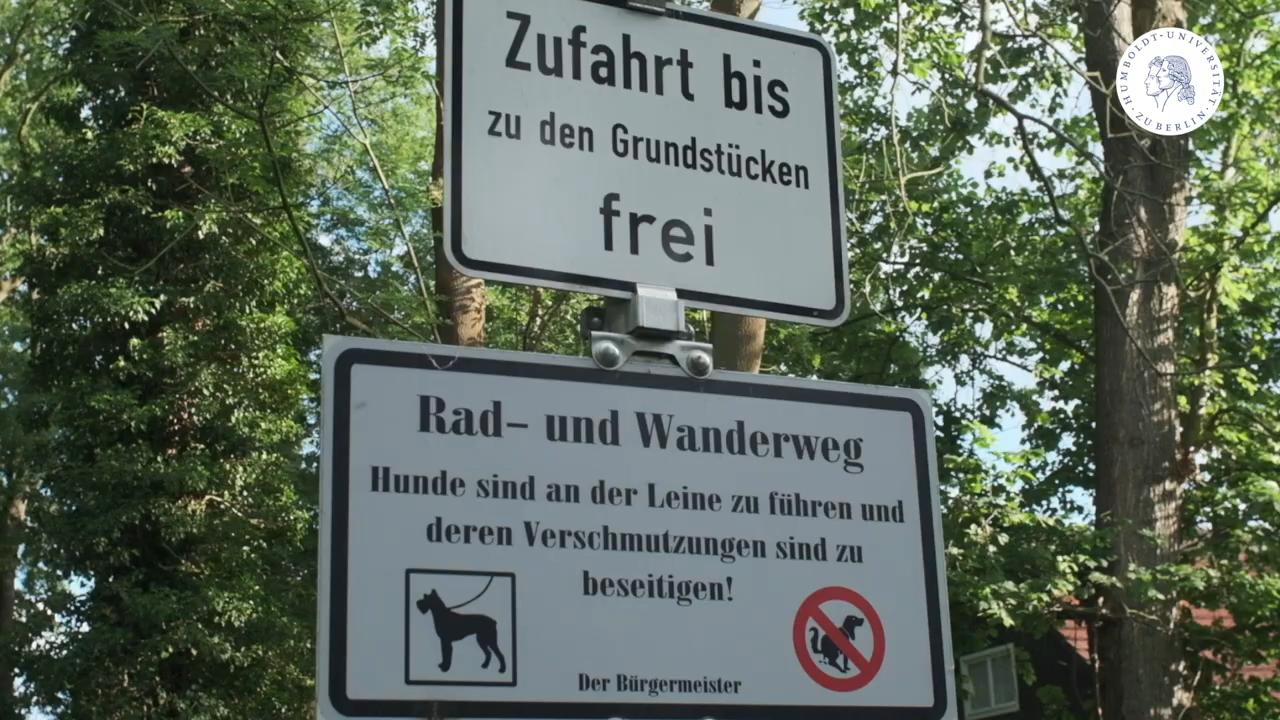 Zufahrt bis
zu den Grundstücken
frei
Rad– und Wanderweg
Hunde sind an der Leine zu führen und
deren Verschmutzungen sind zu
beseitigen!
Der Bürgermeister
HUMBOLDT-UNIVERSITÄT
· ZU BERLIN ·